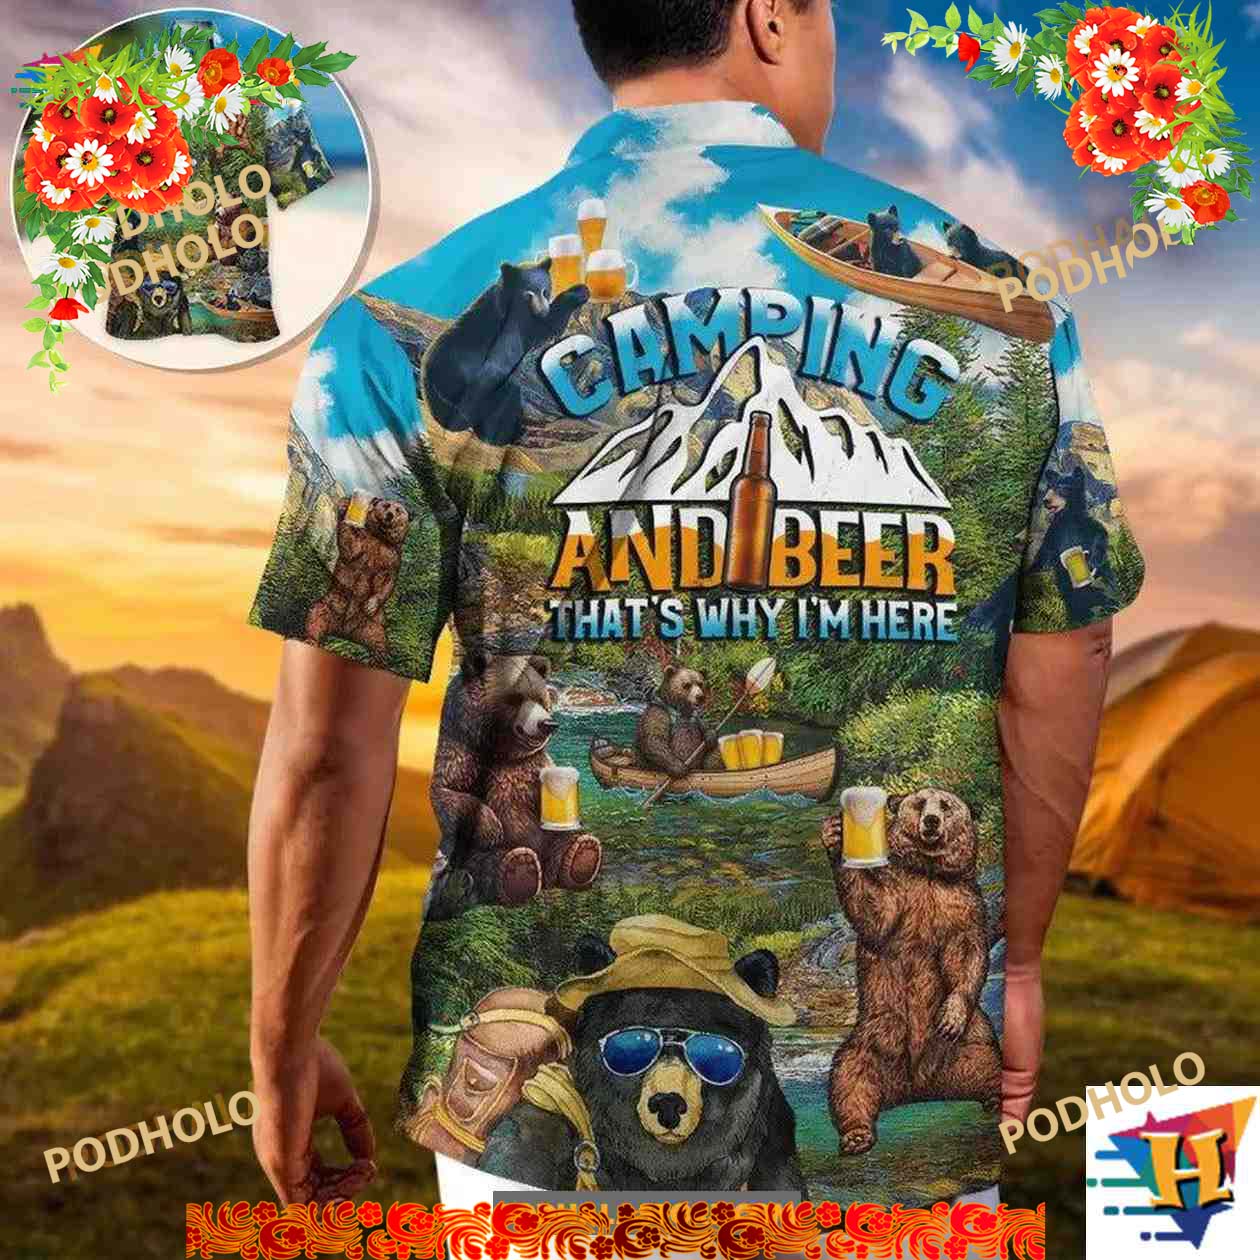 PODHOLO
PODHOLO
PODHOLO
CAMPING
AND BEER
THAT'S WHY I'M HERE
PODHOLO
PODHOLO
H